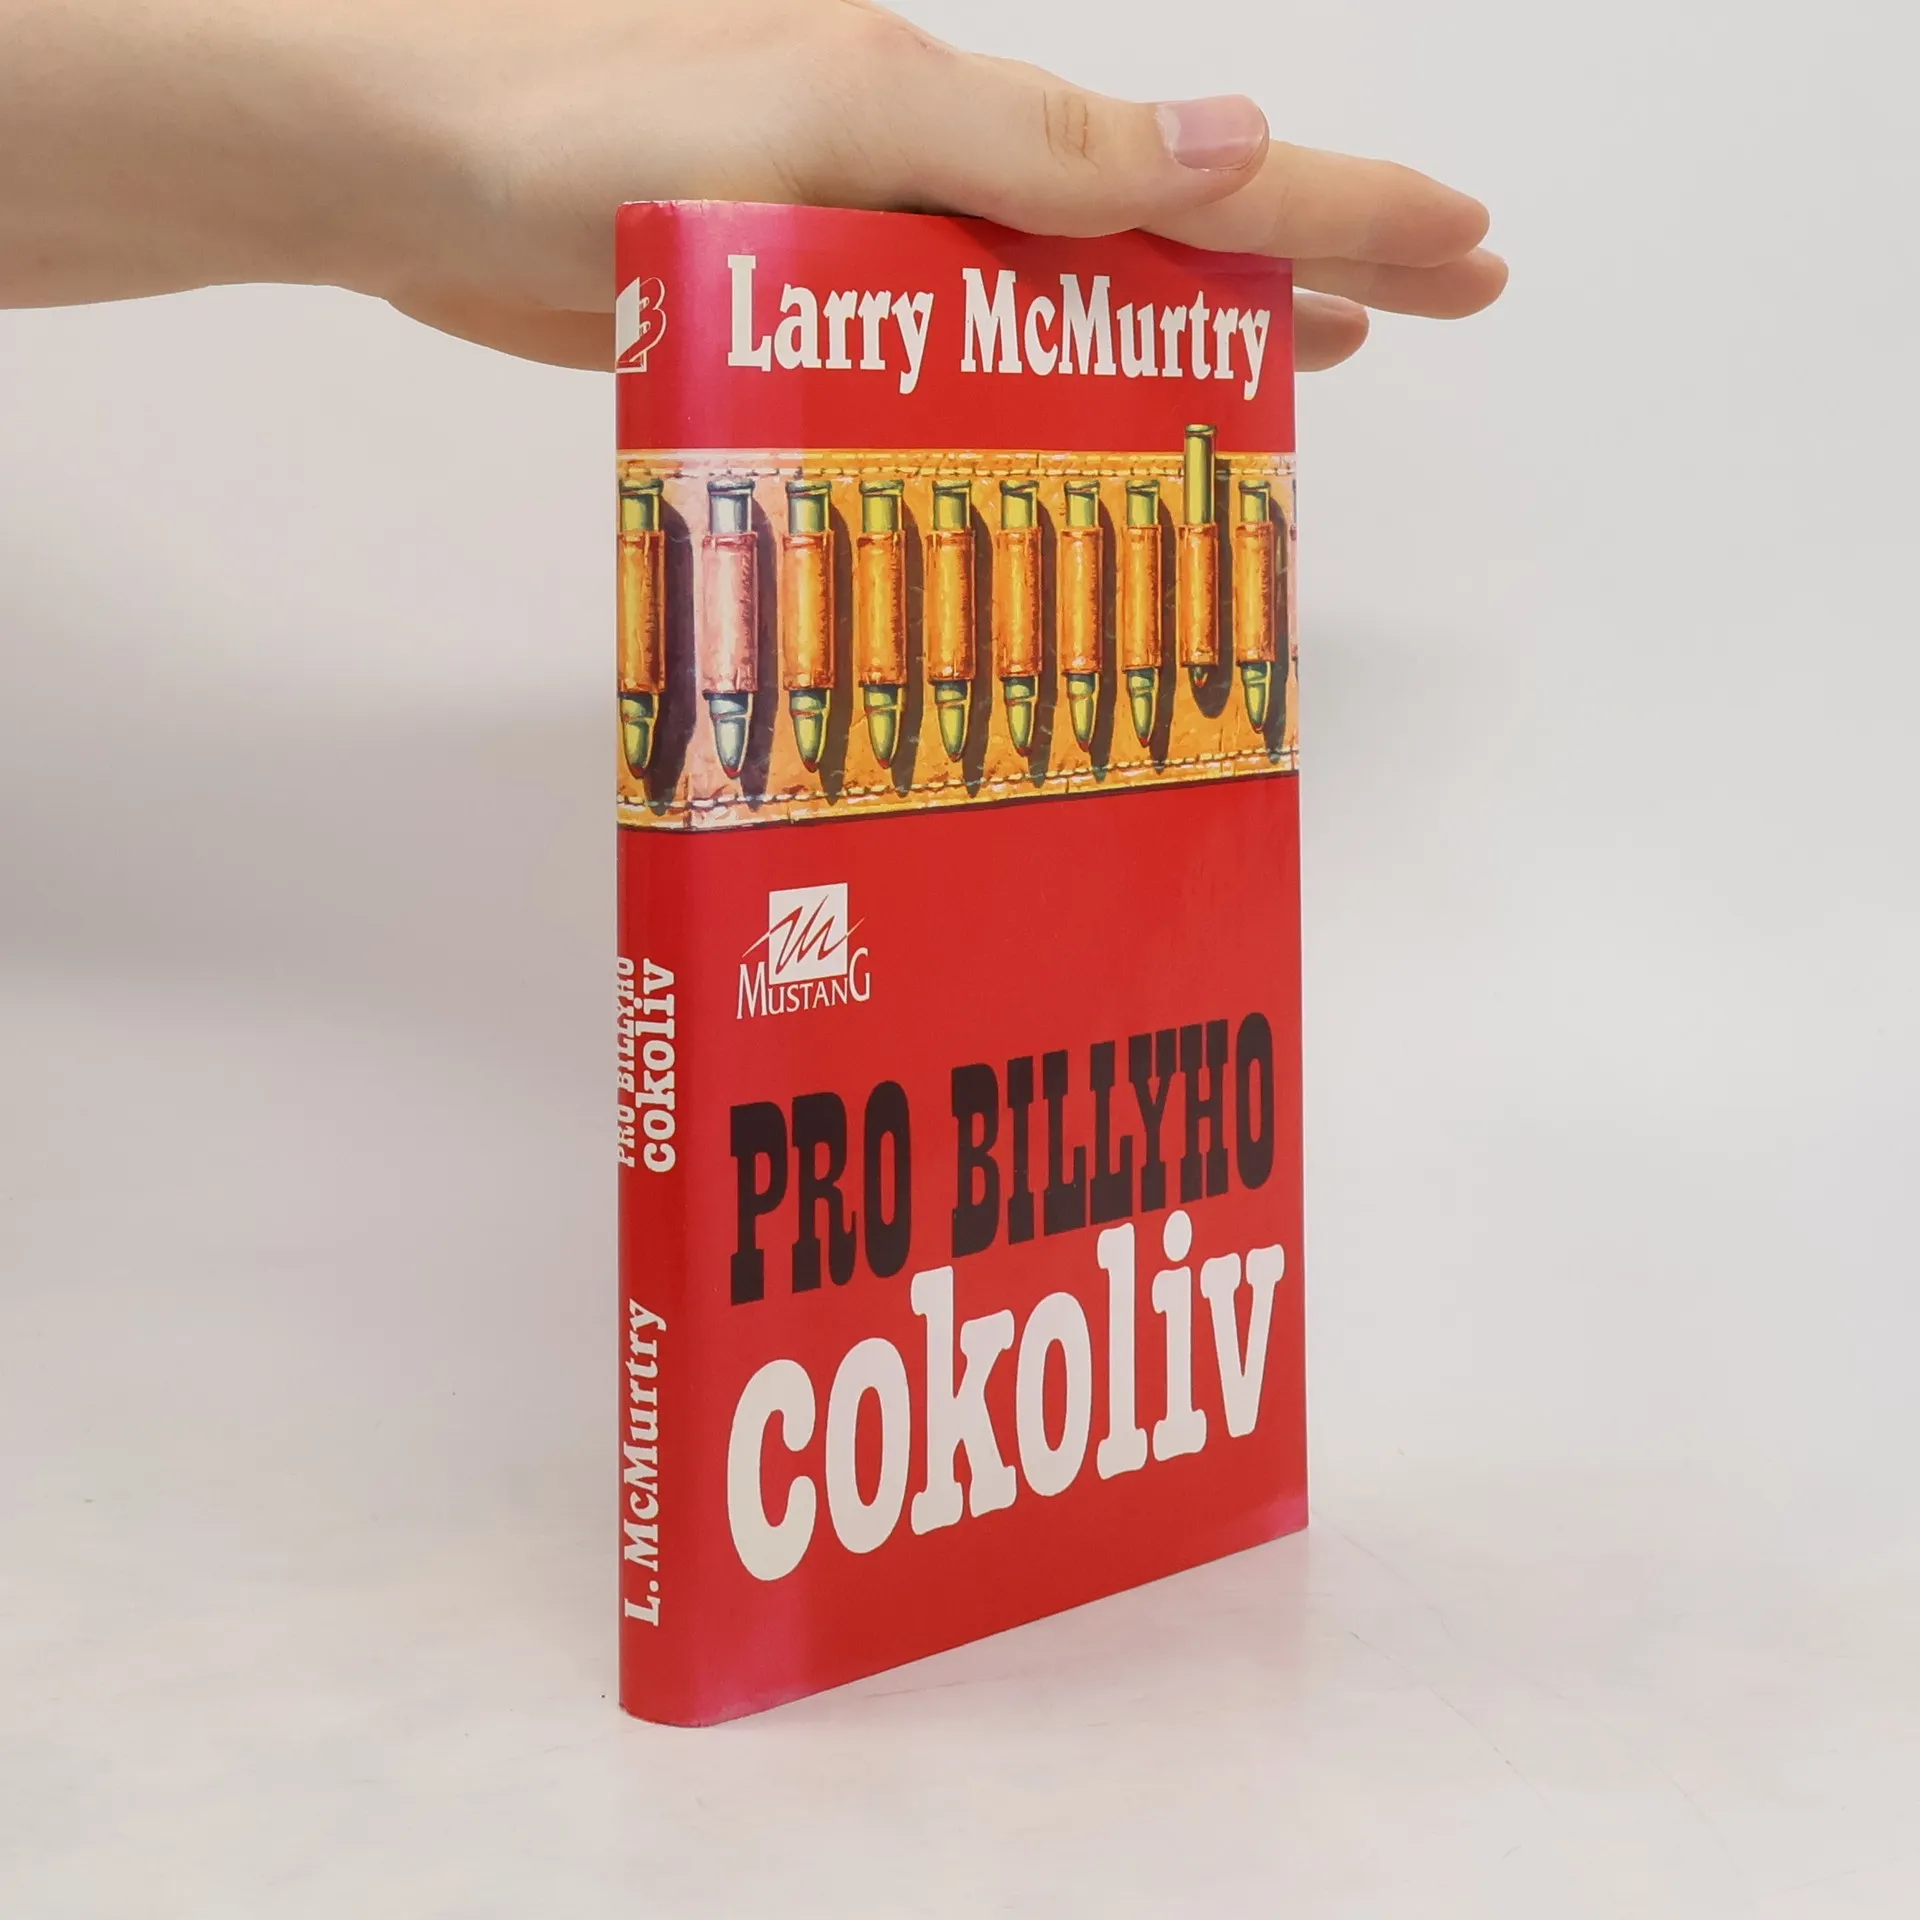 Larry McMurtry
MUSTANG
PRO BILLYHO
cokoliv
PRO BILLYHO
cokoliv
L. McMurtry